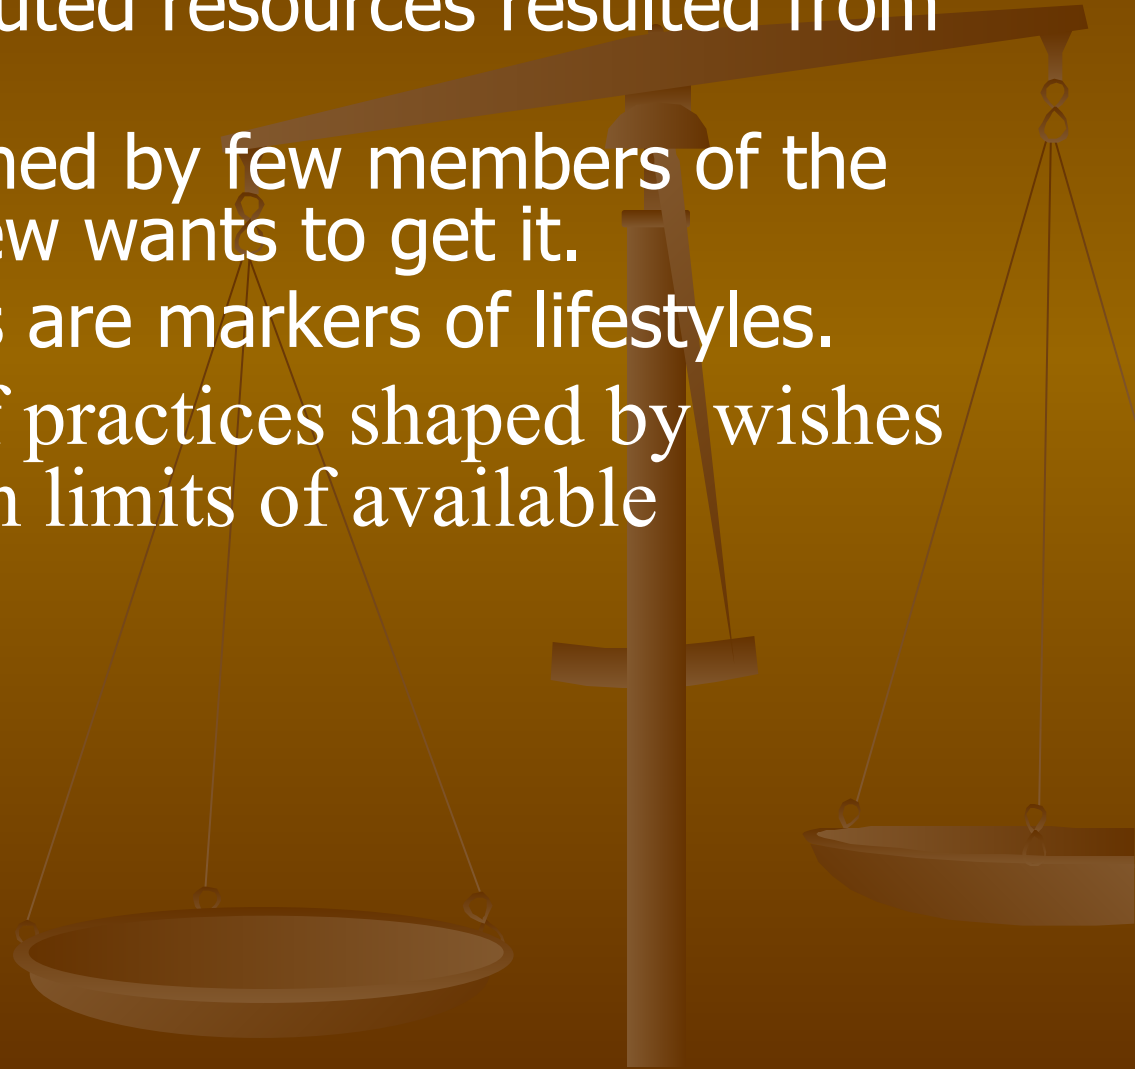 uted resources resulted from
ned by few members of the
ew wants to get it.
s are markers of lifestyles.
f practices shaped by wishes
n limits of available